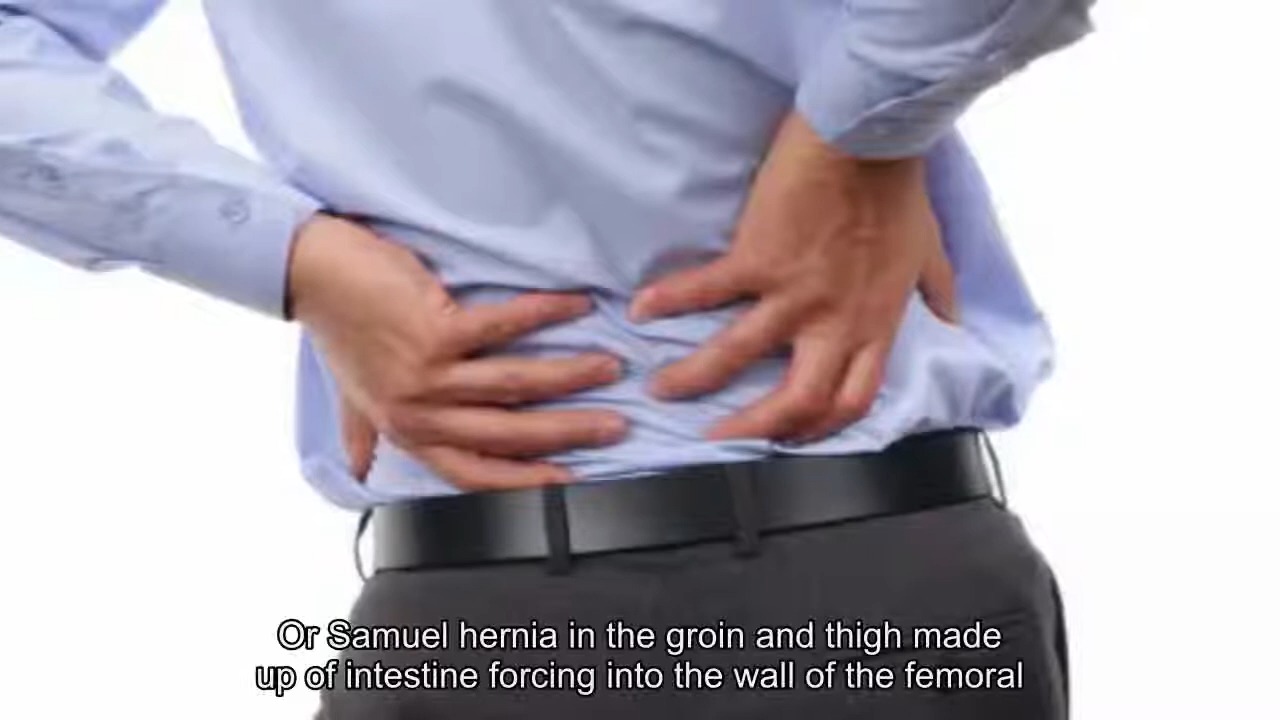 Or Samuel hernia in the groin and thigh made
up of intestine forcing into the wall of the femoral